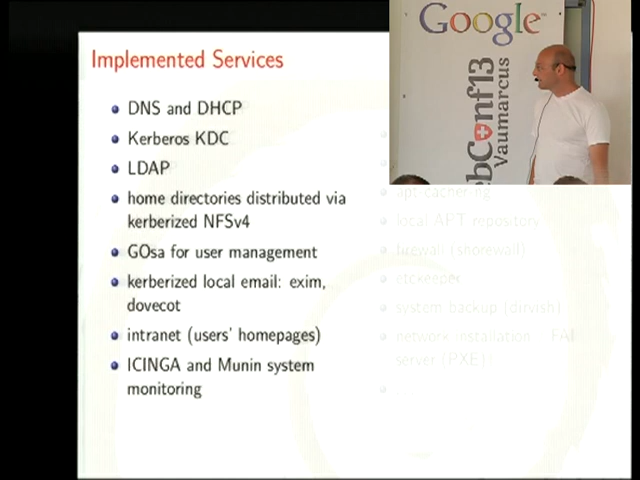 Implemented Services
DNS and DHCP
Kerberos KDC
LDAP
home directories distributed via
kerberized NFSv4
GOsa for user management
kerberized local email: exim,
dovecot
intranet (users' homepages)
ICINGA and Munin system
monitoring
apt-cachering
local APT repository
firewall (shorewall)
etckeeper
system backup (dirvish)
network installation FAI
server (PXE)
Google
ebConf13
Vaumarcus